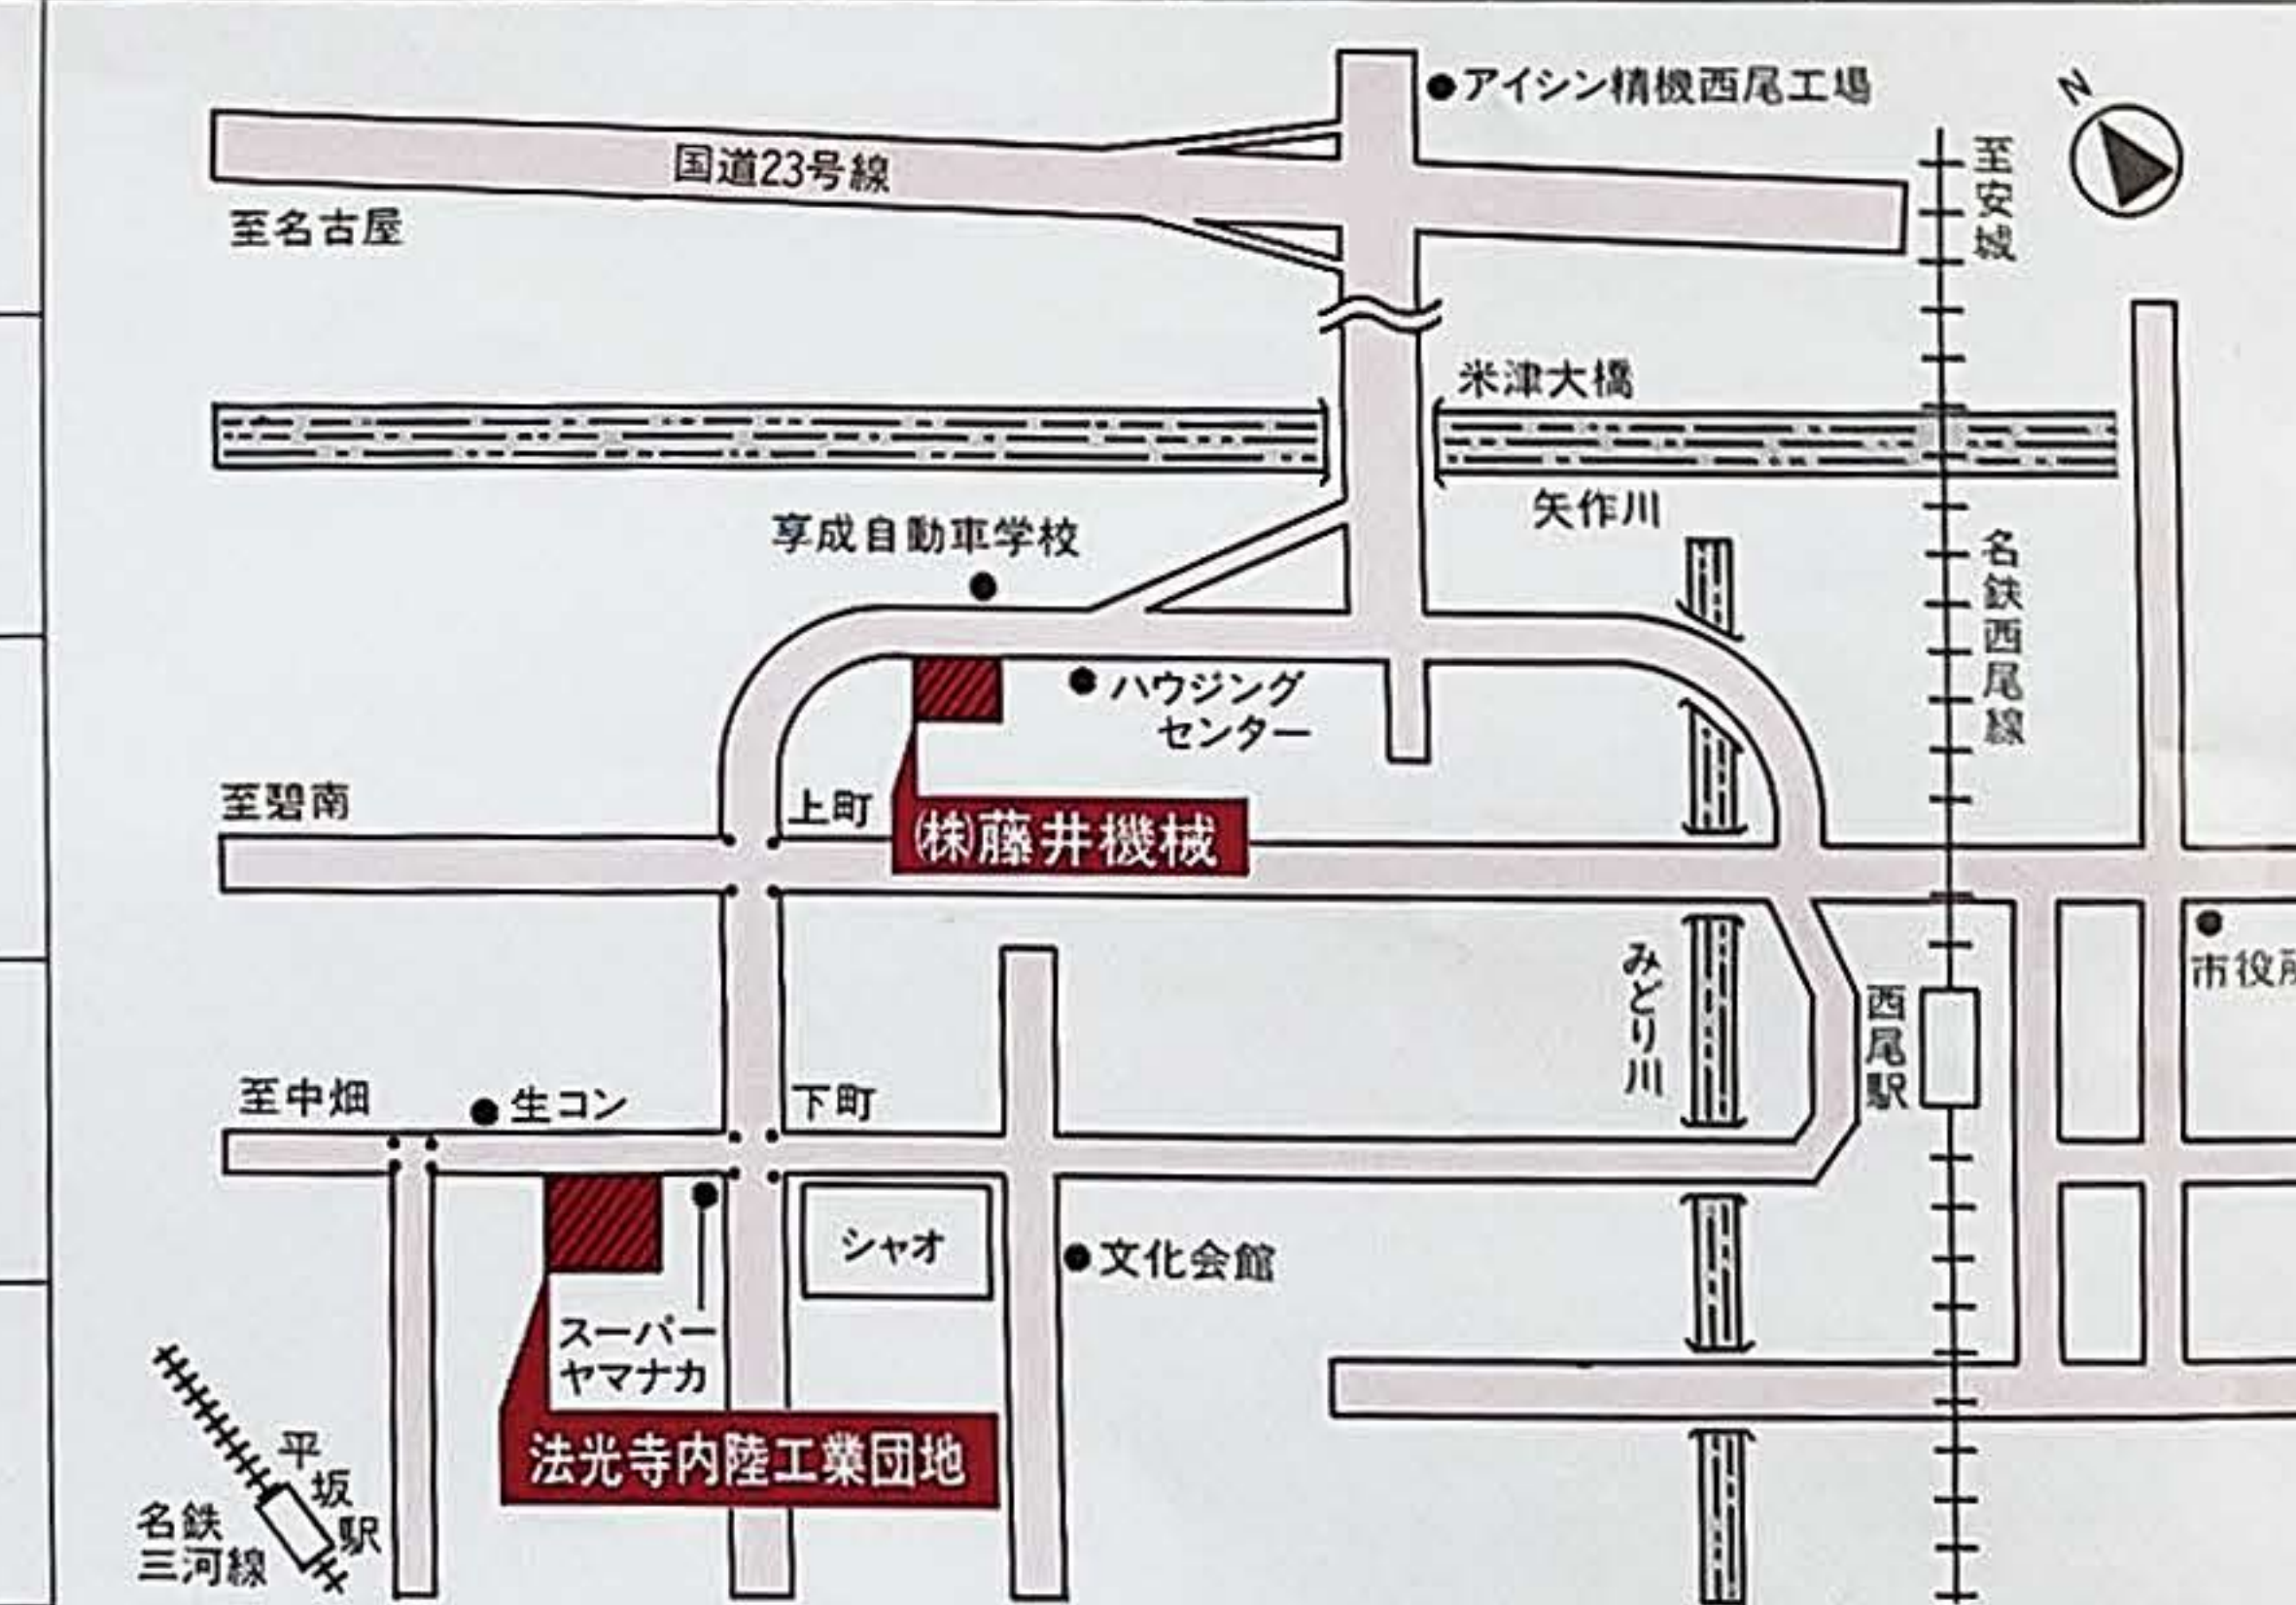 アイシン精機西尾工場
N
国道23号線
至安城
至名古屋
米津大橋
矢作川
享成自動車学校
名鉄西尾線
ハウジング
センター
至碧南
上町
㈱藤井機械
市役所
みどり川
西尾駅
至中畑
生コン
下町
シャオ
文化会館
スーパー
ヤマナカ
法光寺内陸工業団地
平坂駅
名鉄
三河線